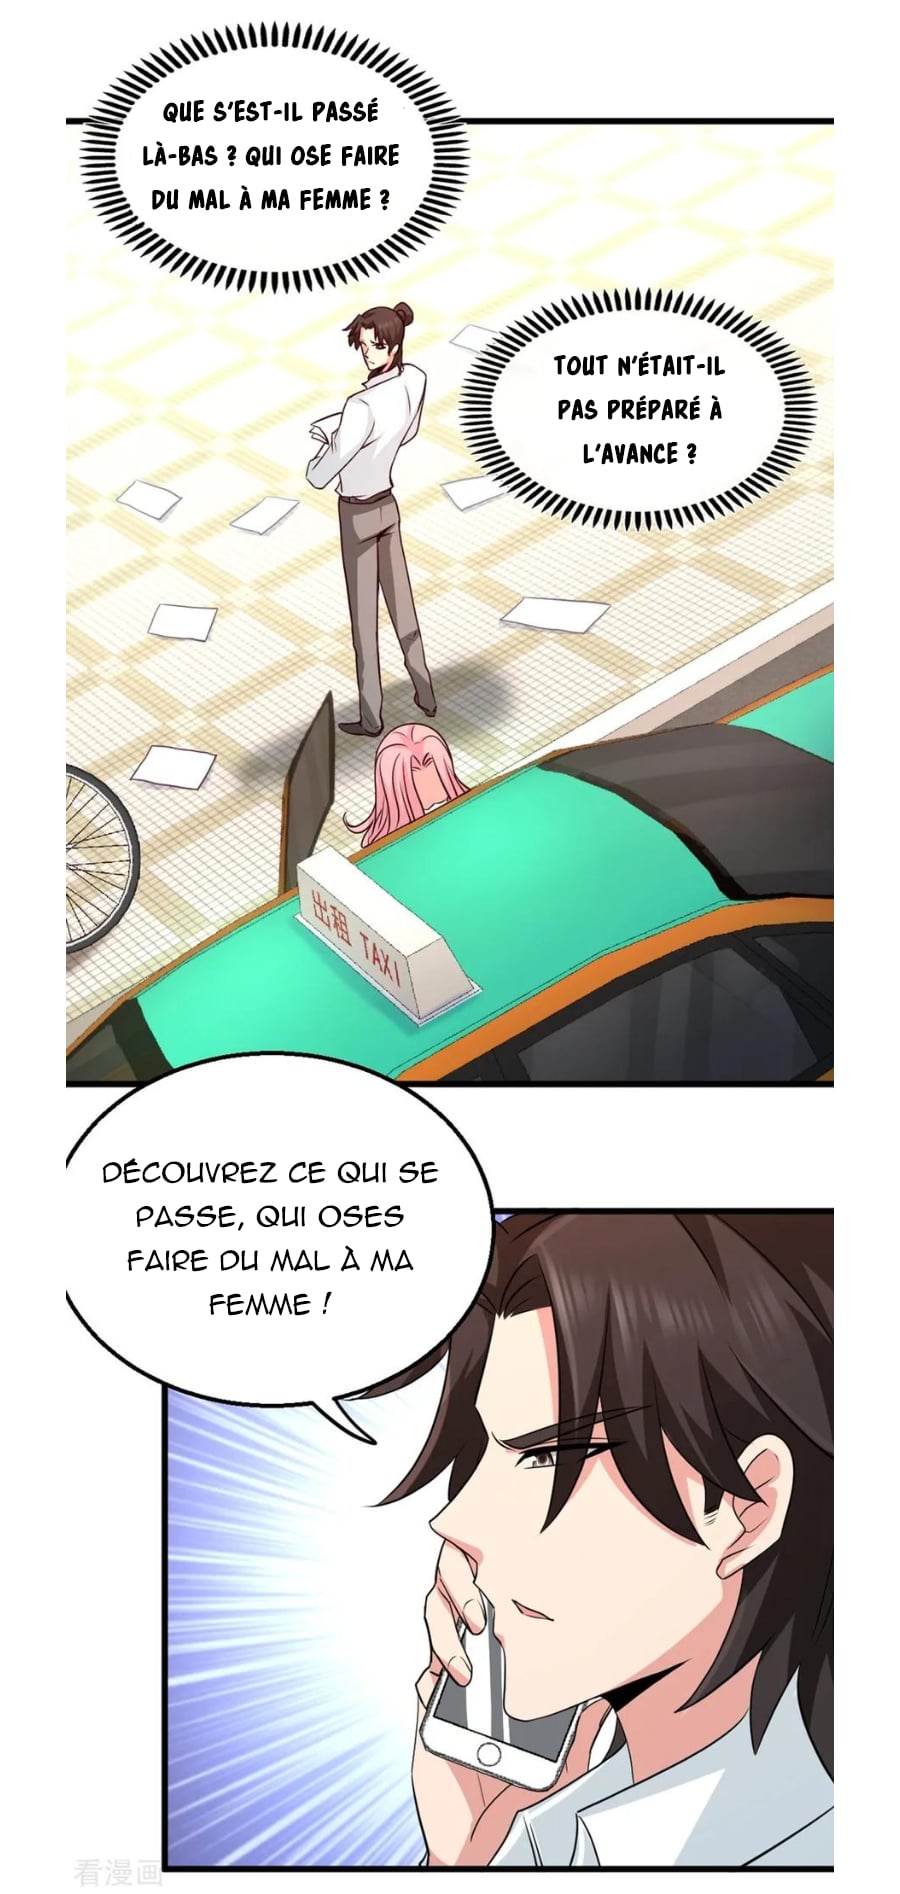 QUE S'EST-IL PASSÉ
LÀ-BAS ? QUI OSE FAIRE
DU MAL À MA FEMME ?
TOUT N'ÉTAIT-IL
PAS PRÉPARÉ À
L'AVANCE ?
出租 TAXI
DÉCOUVREZ CE QUI SE
PASSE, QUI OSES
FAIRE DU MAL À MA
FEMME !
看漫画